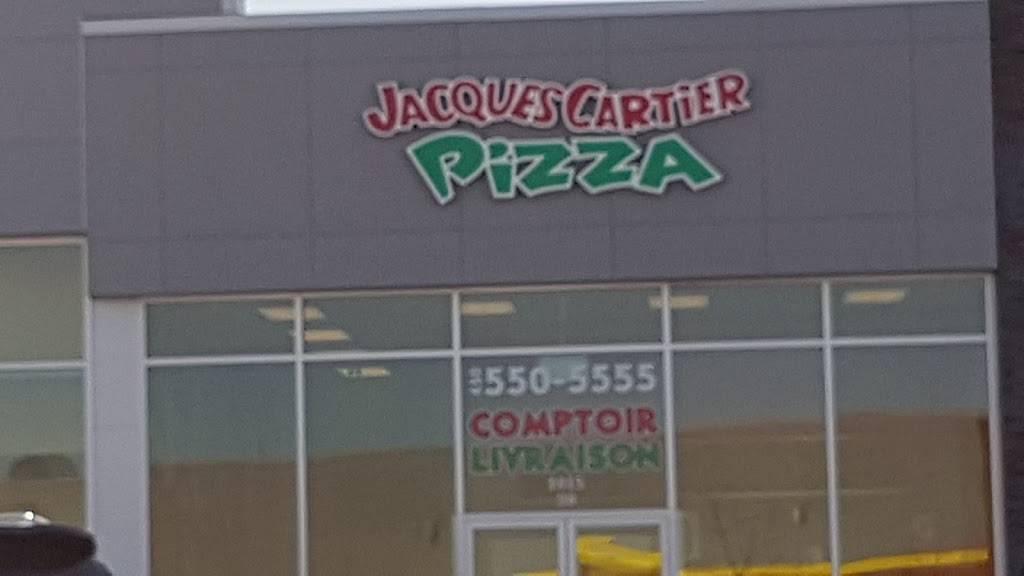 JACQUES CARTIER
PIZZA
550-5555
COMPTOIR
LIVRAISON